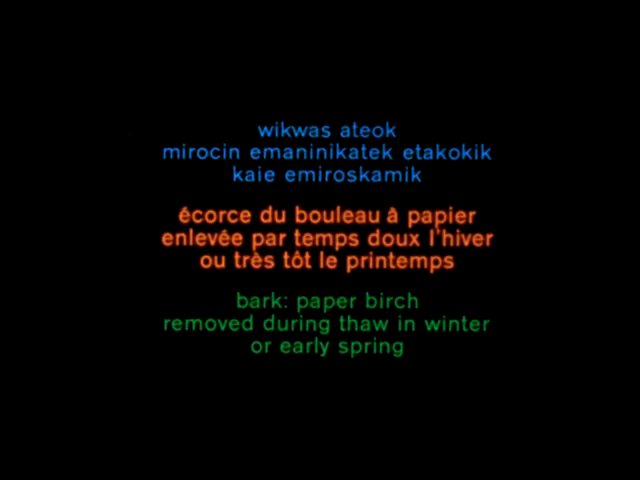 wikwas ateok
mirocin emaninikatek etakokik
kaie emiroskamik
écorce du bouleau à papier
enlevée par temps doux l'hiver
ou très tôt le printemps
bark: paper birch
removed during thaw in winter
or early spring